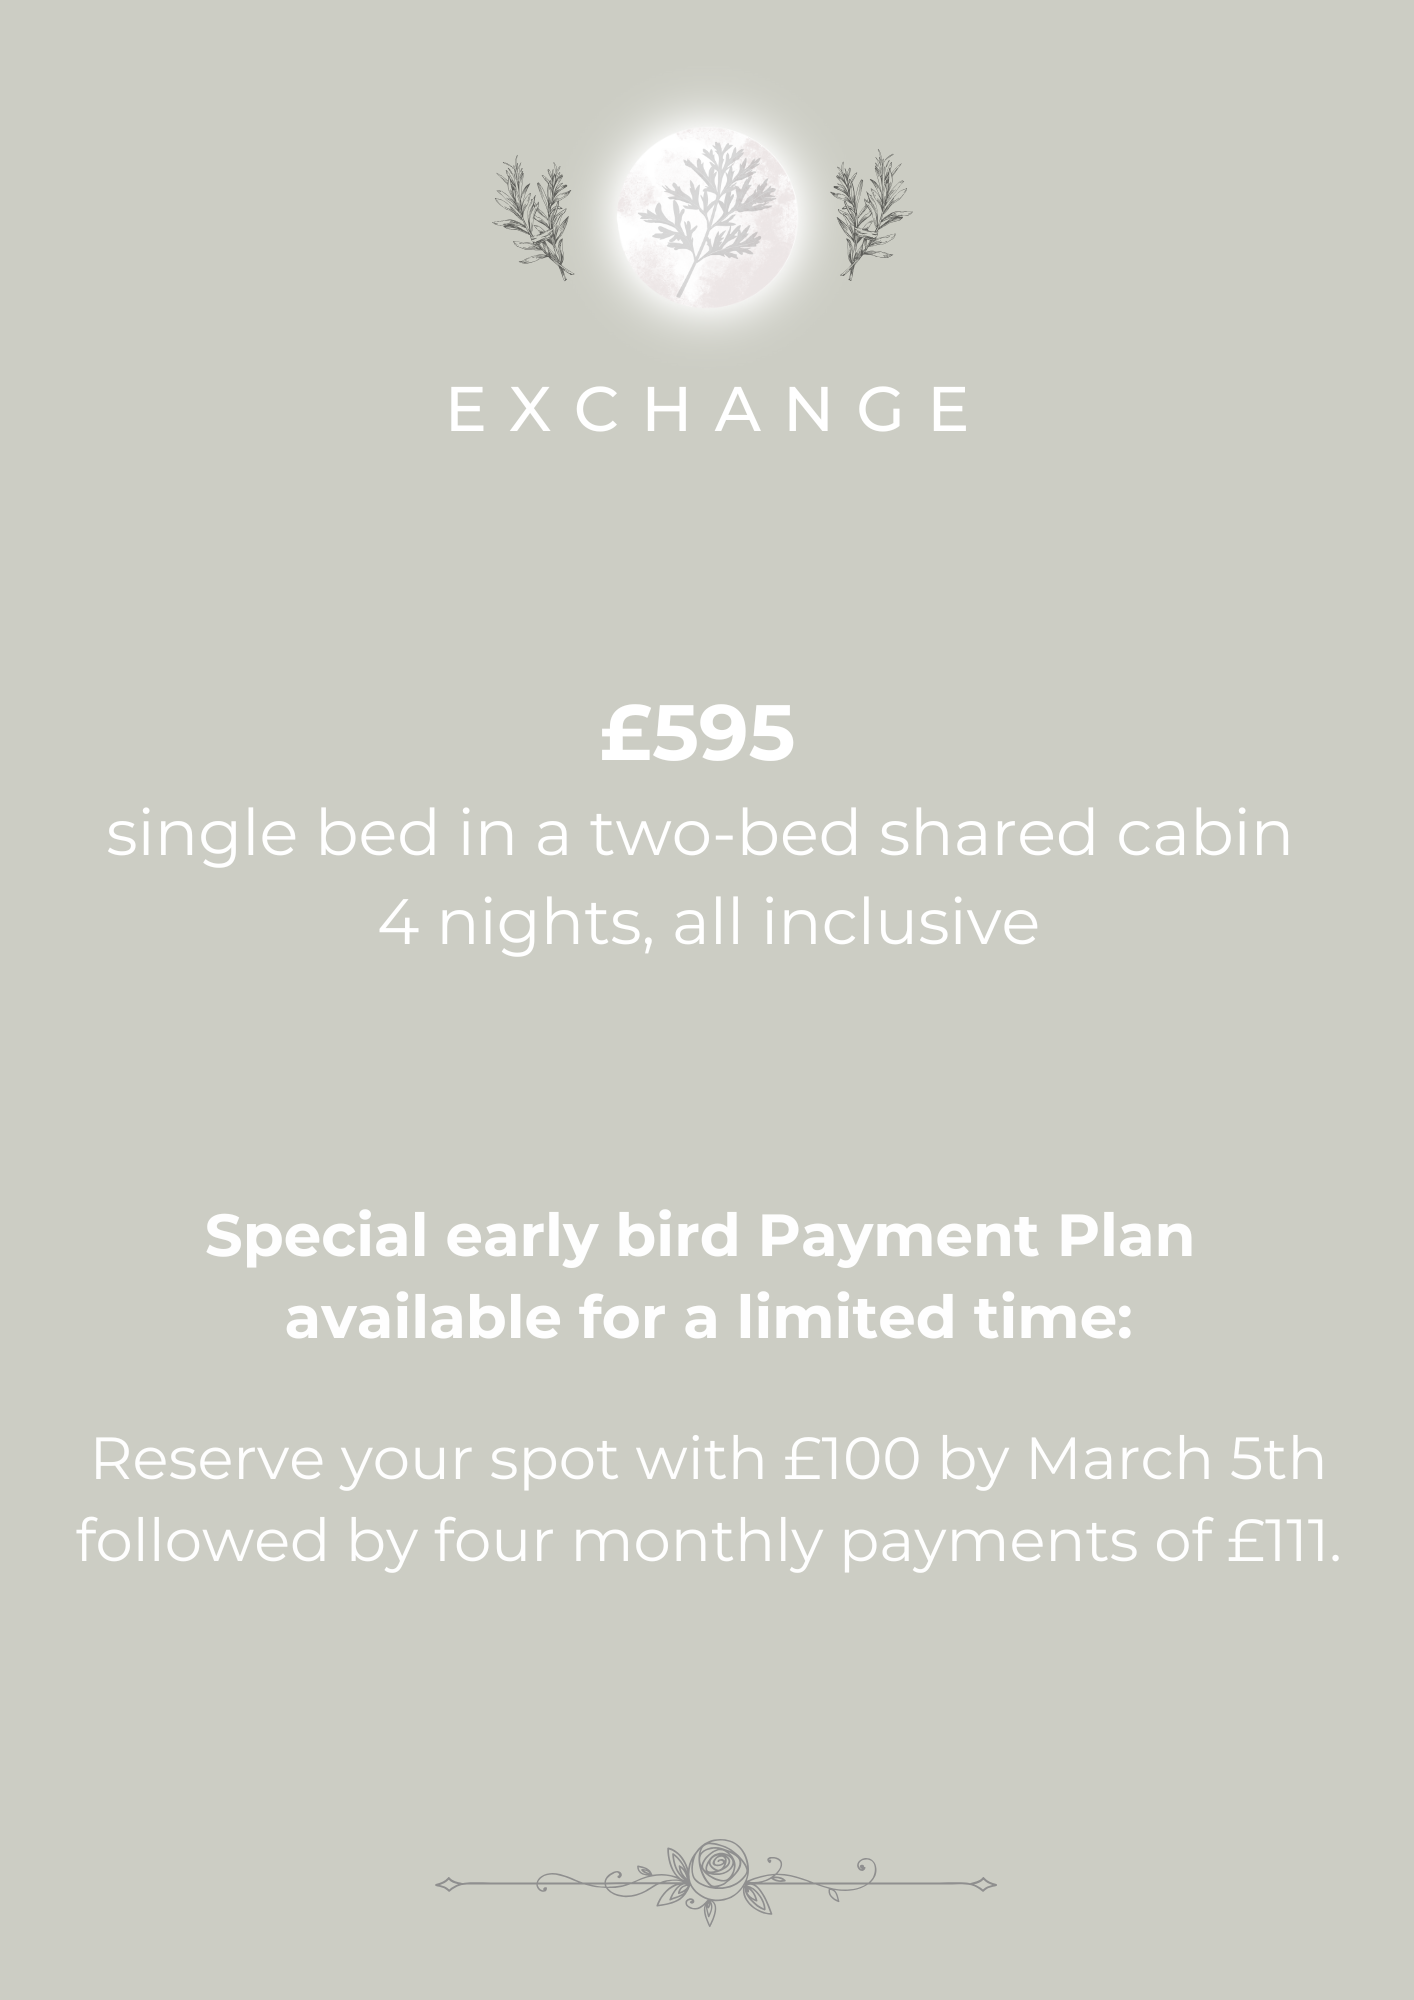 EXCHANGE
£595
single bed in a two-bed shared cabin
4 nights, all inclusive
Special early bird Payment Plan
available for a limited time:
Reserve your spot with £100 by March 5th
followed by four monthly payments of £111.